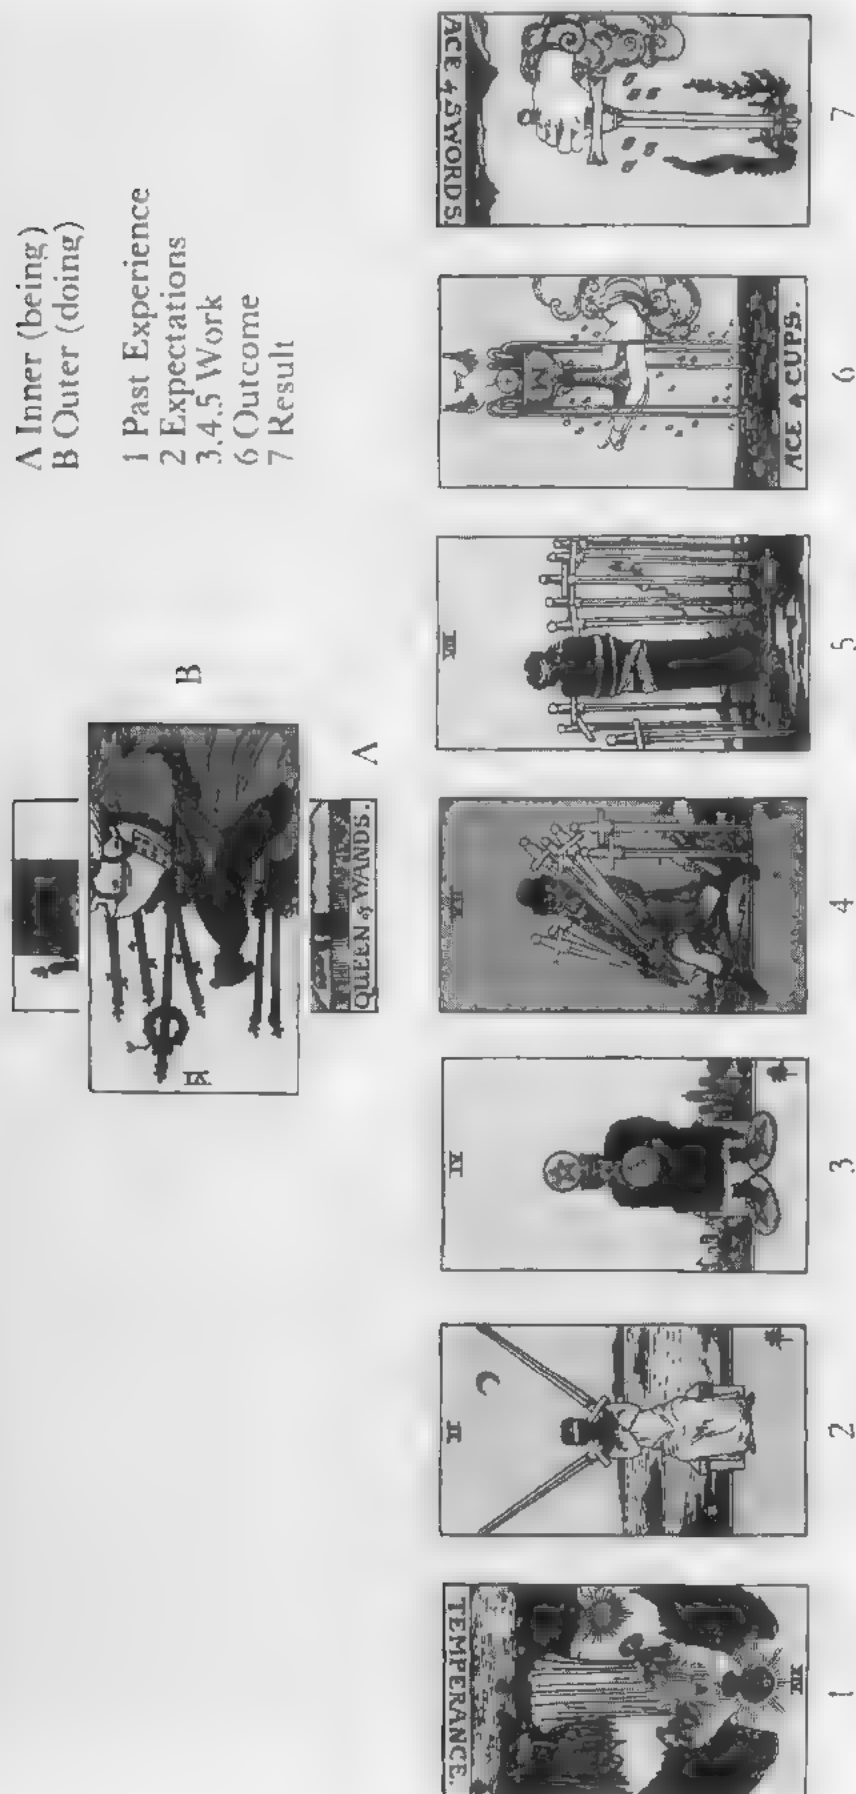 A Inner (being)
B Outer (doing)
1 Past Experience
2 Expectations
3.4.5 Work
6 Outcome
7 Result
B
A
QUEEN of WANDS.
TEMPERANCE.
II
ACE of CUPS.
ACE of SWORDS.
1
2
3
4
5
6
7